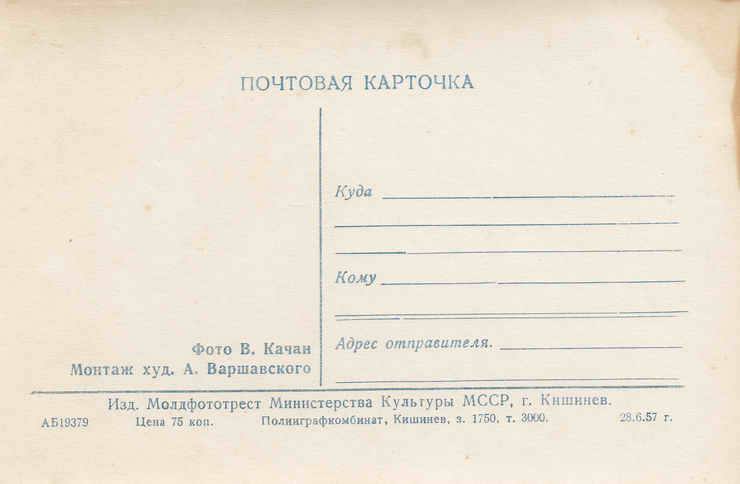 ПОЧТОВАЯ КАРТОЧКА
Куда
Кому
Адрес отправителя.
Фото В. Качан
Монтаж худ. А. Варшавского
Изд. Молдфототрест Министерства Культуры МССР, г. Кишинев.
АБ19379 Цена 75 коп. Полииграфкомбинат, Кишинев, з. 1750, т. 3000. 28.6.57 г.